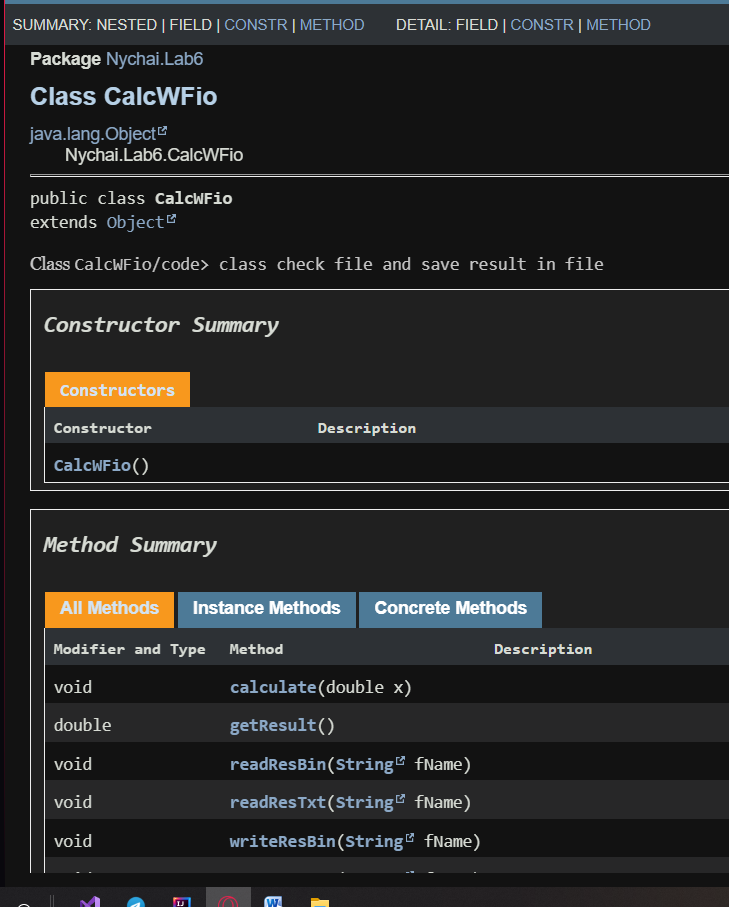 SUMMARY: NESTED | FIELD | CONSTR | METHOD DETAIL: FIELD | CONSTR | METHOD
Package Nychai.Lab6
Class CalcWFio
java.lang.Object
Nychai.Lab6.CalcWFio
public class CalcWFio
extends Object
Class CalcWFio/code> class check file and save result in file
Constructor Summary
Constructors
Constructor Description
CalcWFio()
Method Summary
All Methods Instance Methods Concrete Methods
Modifier and Type Method Description
void calculate(double x)
double getResult()
void readResBin(String fName)
void readResTxt(String fName)
void writeResBin(String fName)